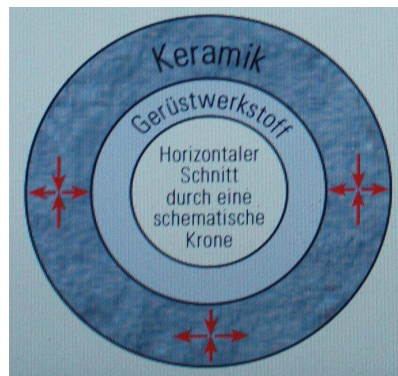 Keramik
Gerüstwerkstoff
Horizontaler
Schnitt
durch eine
schematische
Krone